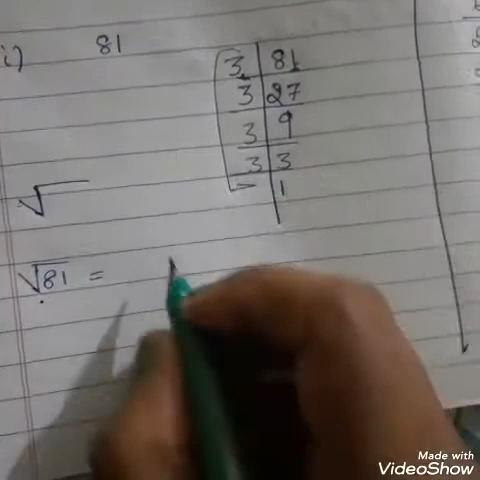 i) 81
3 81
3 27
3 9
3 3
1
√
√81 =
Made with
VideoShow